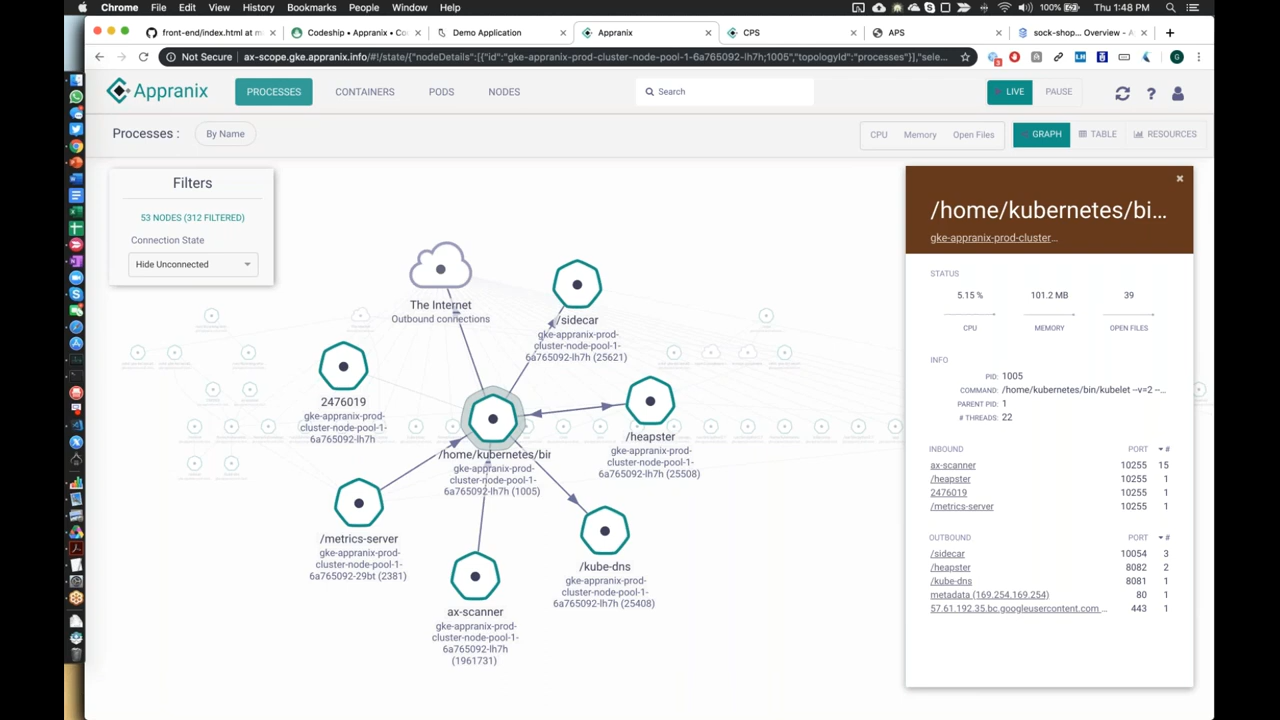 Chrome File Edit View History Bookmarks People Window Help
100% Thu 1:48 PM
front-end/index.html at m
Codeship • Appranix • Co
Demo Application
Appranix
CPS
APS
sock-shop... Overview - A
Not Secure ax-scope.gke.appranix.info/#!/state/{"nodeDetails":[{"id":"gke-appranix-prod-cluster-node-pool-1-6a765092-lh7h;1005","topologyId":"processes"}],"sele...
Appranix
PROCESSES CONTAINERS PODS NODES
Search
LIVE PAUSE
Processes : By Name
CPU Memory Open Files
GRAPH TABLE RESOURCES
Filters
53 NODES (312 FILTERED)
Connection State
Hide Unconnected
The Internet
Outbound connections
/sidecar
gke-appranix-prod-
cluster-node-pool-1-
6a765092-lh7h (25621)
2476019
gke-appranix-prod-
cluster-node-pool-1-
6a765092-lh7h
/heapster
gke-appranix-prod-
cluster-node-pool-1-
6a765092-lh7h (25508)
/home/kubernetes/bin
gke-appranix-prod-
cluster-node-pool-1-
6a765092-lh7h (1005)
/metrics-server
gke-appranix-prod-
cluster-node-pool-1-
6a765092-29bt (2381)
/kube-dns
gke-appranix-prod-
cluster-node-pool-1-
6a765092-lh7h (25408)
ax-scanner
gke-appranix-prod-
cluster-node-pool-1-
6a765092-lh7h
(1961731)
/home/kubernetes/bi...
gke-appranix-prod-cluster...
STATUS
5.15 % 101.2 MB 39
CPU MEMORY OPEN FILES
INFO
PID: 1005
COMMAND: /home/kubernetes/bin/kubelet --v=2 --...
PARENT PID: 1
# THREADS: 22
INBOUND PORT #
ax-scanner 10255 15
/heapster 10255 1
2476019 10255 1
/metrics-server 10255 1
OUTBOUND PORT #
/sidecar 10054 3
/heapster 8082 2
/kube-dns 8081 1
metadata (169.254.169.254) 80 1
57.61.192.35.bc.googleusercontent.com ... 443 1